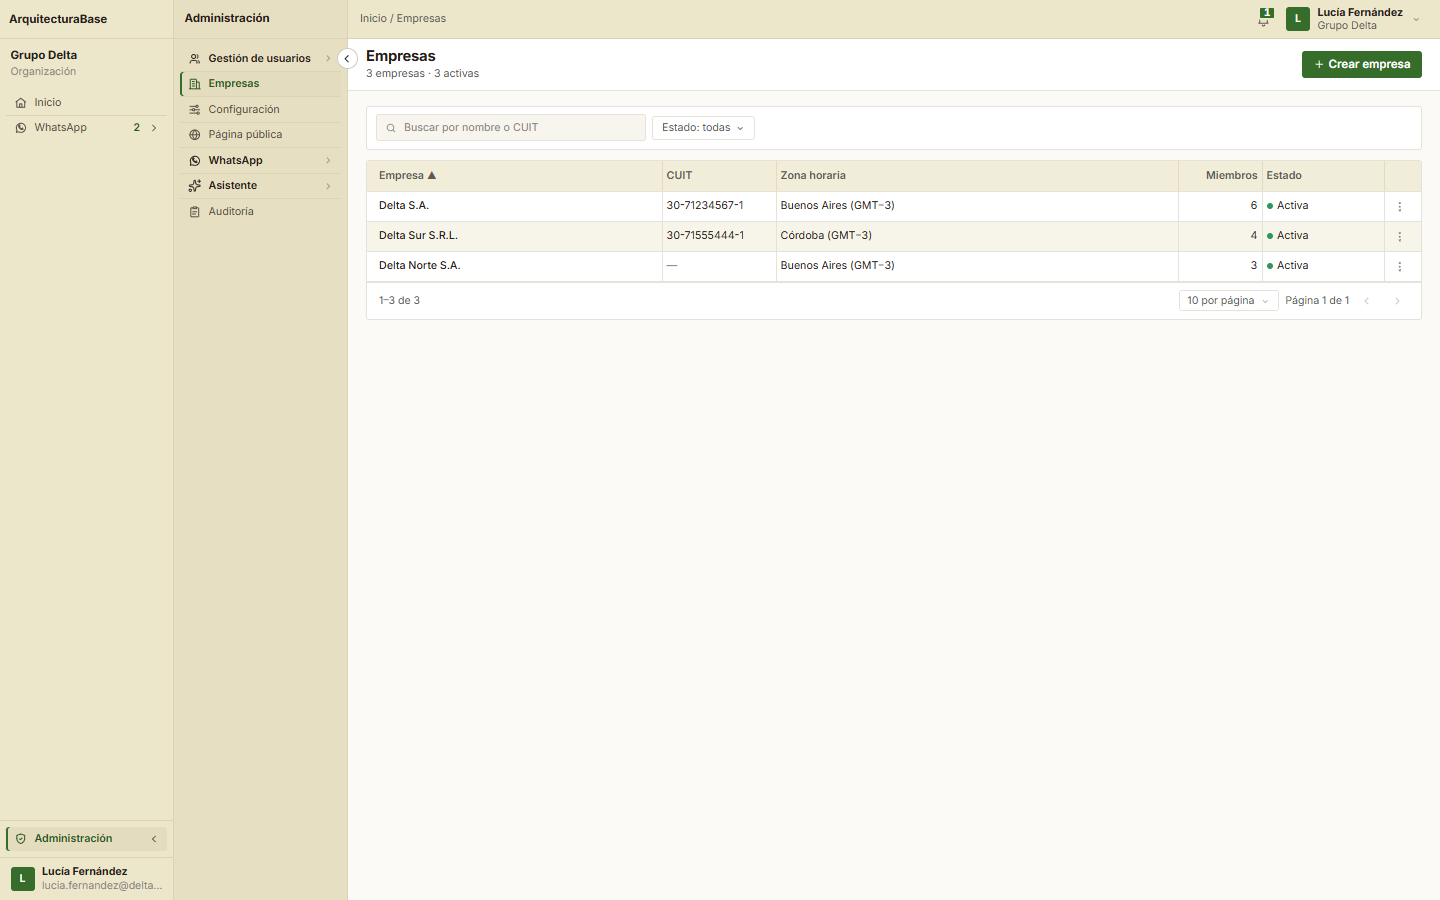 ArquitecturaBase
Grupo Delta
Organización
Inicio
WhatsApp 2
Administración
Lucía Fernández
lucia.fernandez@delta...
Administración
Gestión de usuarios
Empresas
Configuración
Página pública
WhatsApp
Asistente
Auditoría
Inicio / Empresas
1
L
Lucía Fernández
Grupo Delta
Empresas
3 empresas · 3 activas
+ Crear empresa
Buscar por nombre o CUIT
Estado: todas
Empresa ▲ CUIT Zona horaria Miembros Estado
Delta S.A. 30-71234567-1 Buenos Aires (GMT−3) 6 Activa
Delta Sur S.R.L. 30-71555444-1 Córdoba (GMT−3) 4 Activa
Delta Norte S.A. — Buenos Aires (GMT−3) 3 Activa
1–3 de 3
10 por página
Página 1 de 1
L